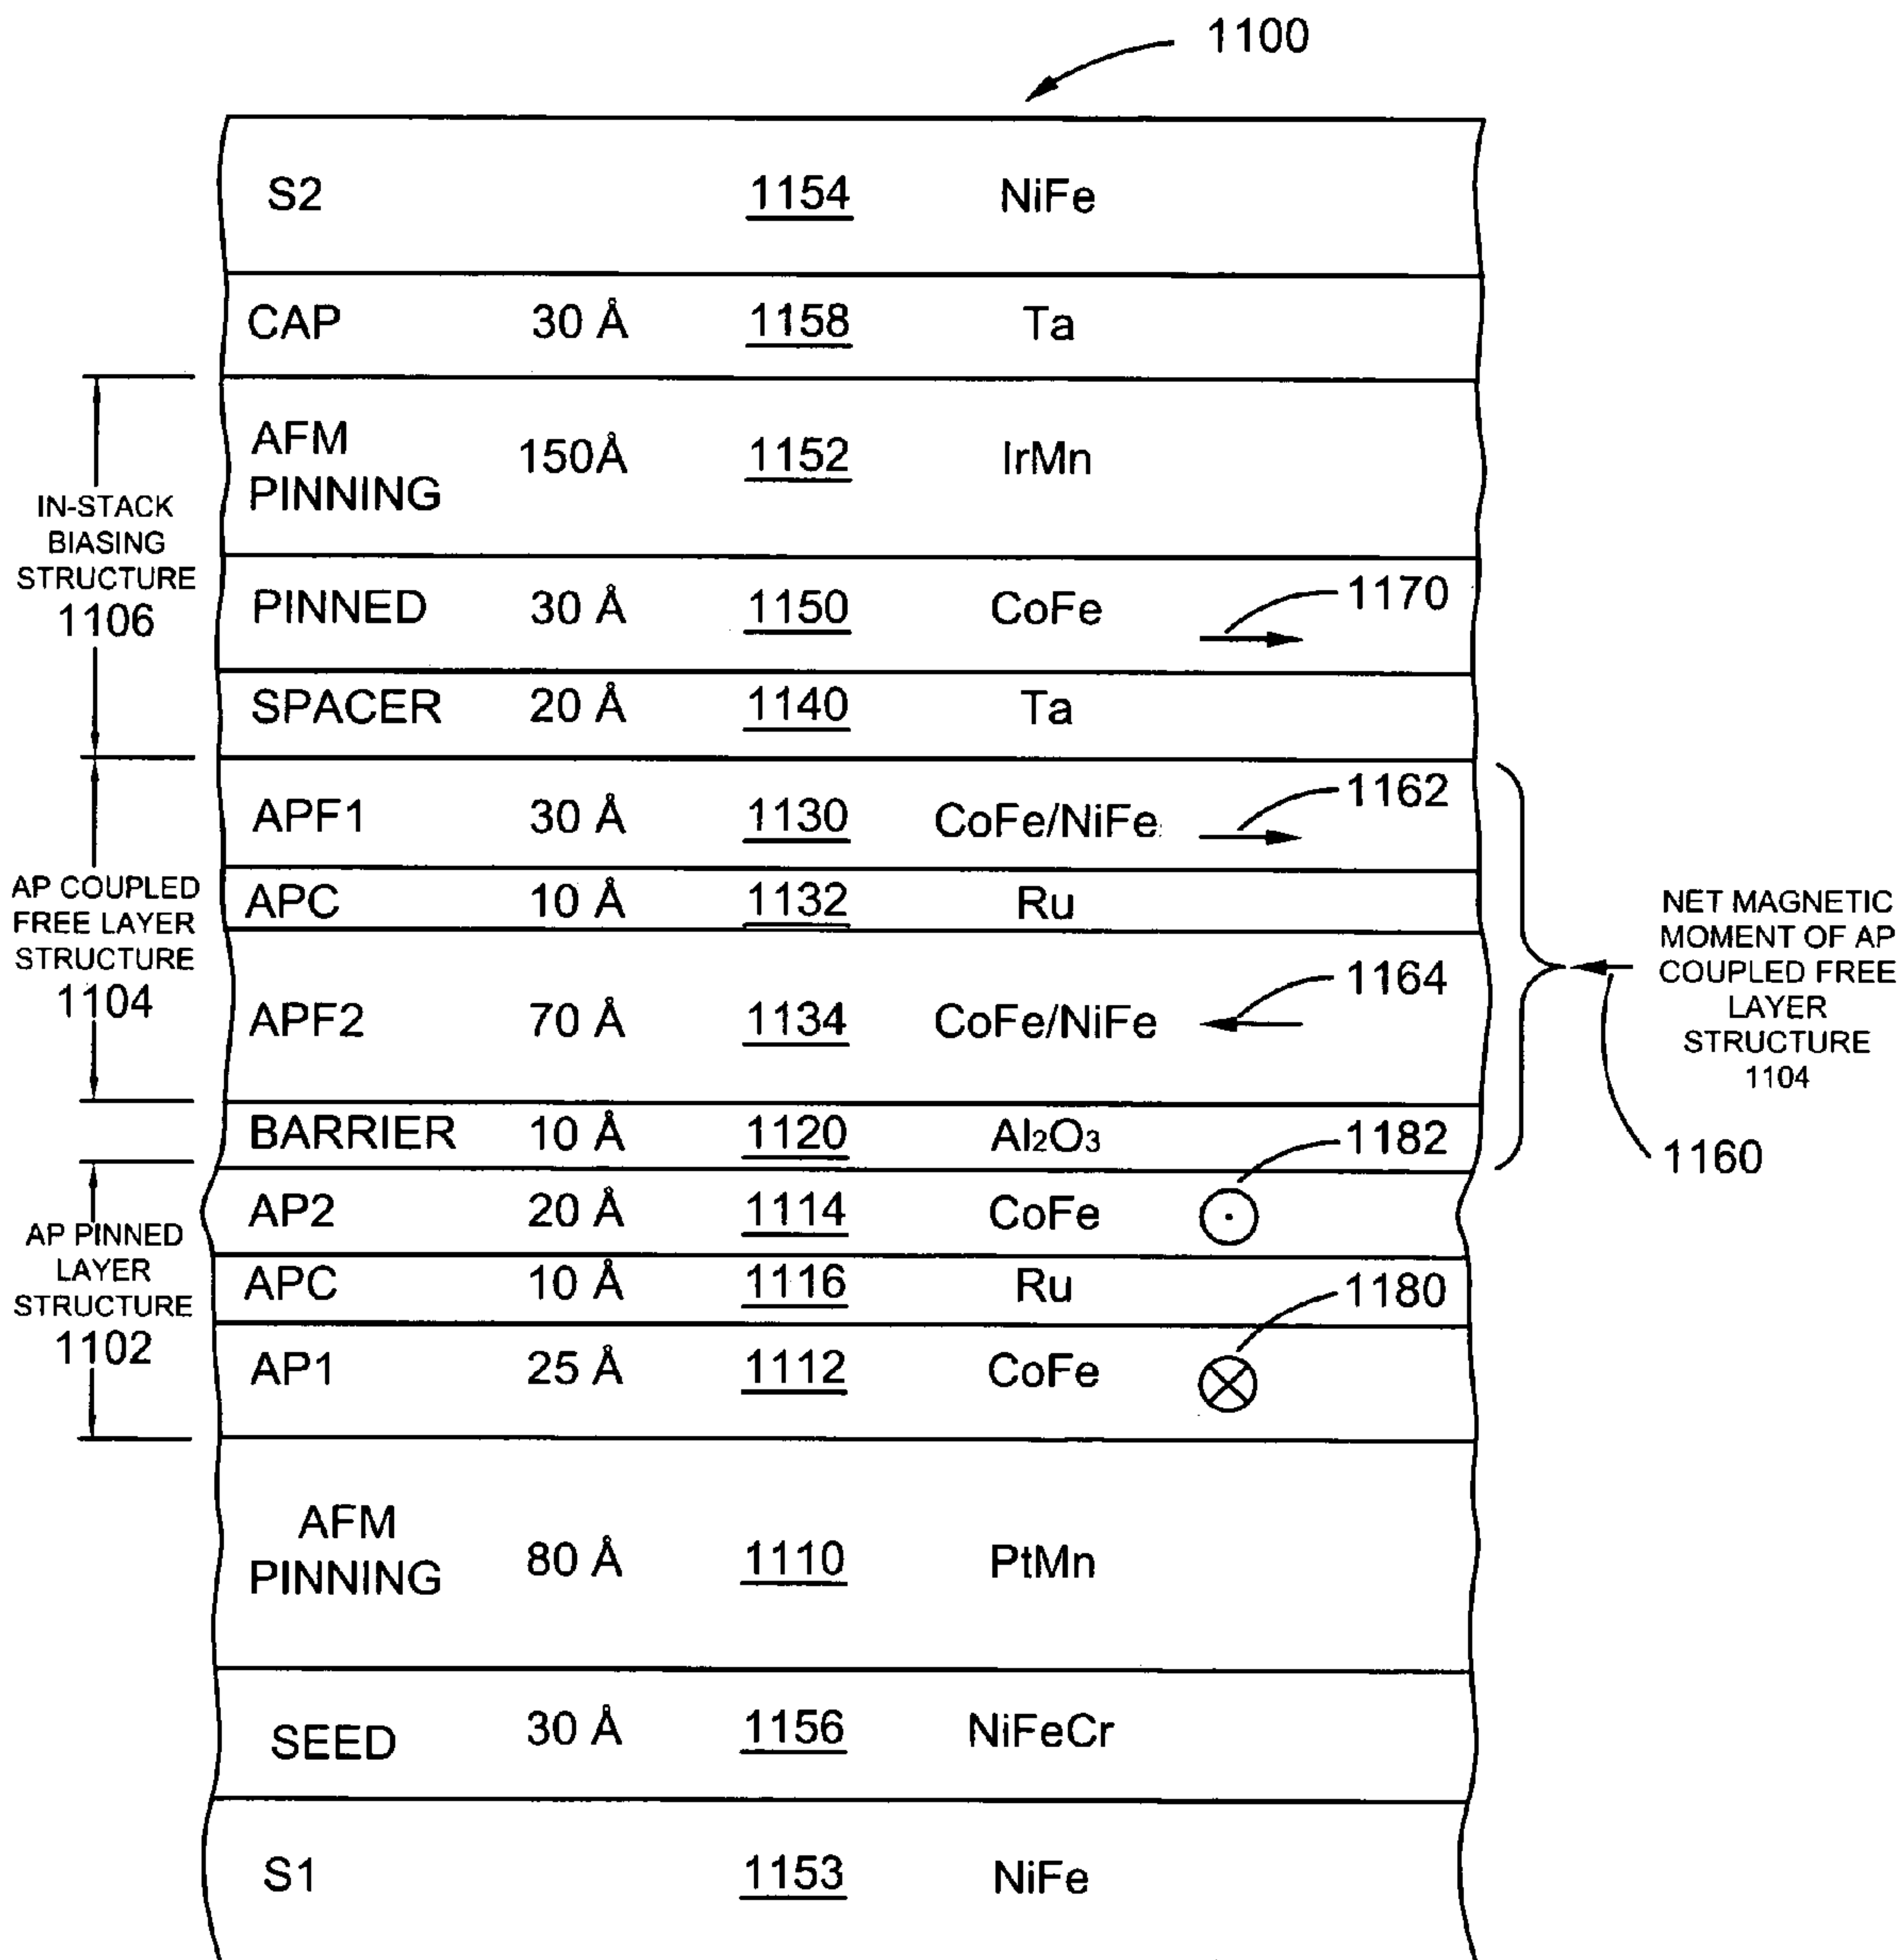 1100
S2 1154 NiFe
CAP 30 Å 1158 Ta
AFM
PINNING 150Å 1152 IrMn
IN-STACK
BIASING
STRUCTURE
1106
PINNED 30 Å 1150 CoFe 1170
SPACER 20 Å 1140 Ta
APF1 30 Å 1130 CoFe/NiFe 1162
APC 10 Å 1132 Ru
AP COUPLED
FREE LAYER
STRUCTURE
1104
APF2 70 Å 1134 CoFe/NiFe 1164
NET MAGNETIC
MOMENT OF AP
COUPLED FREE
LAYER
STRUCTURE
1104
1160
BARRIER 10 Å 1120 Al₂O₃ 1182
AP2 20 Å 1114 CoFe
APC 10 Å 1116 Ru 1180
AP PINNED
LAYER
STRUCTURE
1102
AP1 25 Å 1112 CoFe
AFM
PINNING 80 Å 1110 PtMn
SEED 30 Å 1156 NiFeCr
S1 1153 NiFe